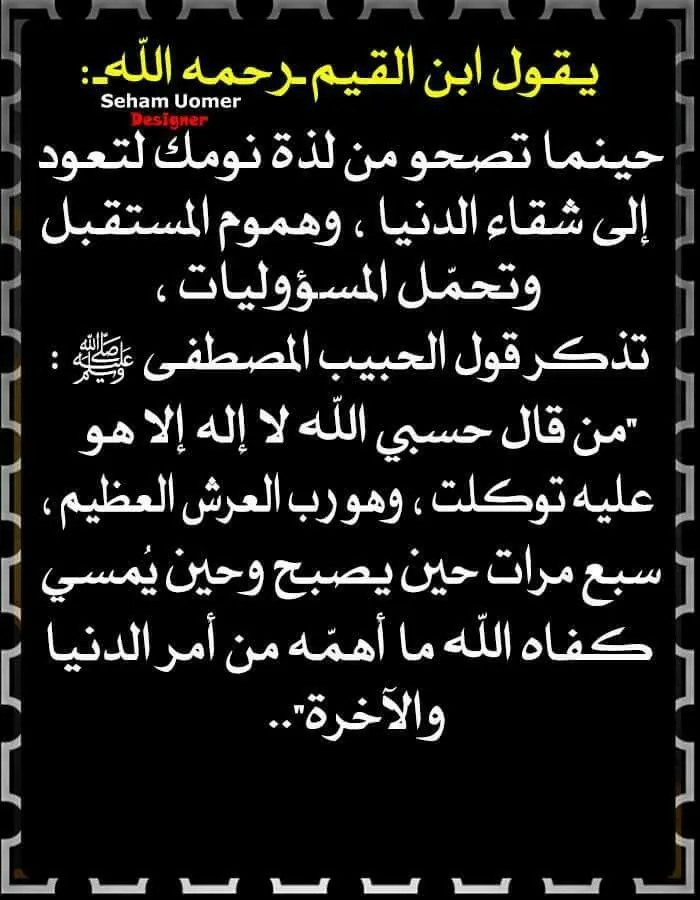 يقول ابن القيم ـرحمه اللهـ:
Seham Uomer
Designer
حينما تصحو من لذة نومك لتعود
إلى شقاء الدنيا ، وهموم المستقبل
وتحمّل المسؤوليات ،
تذكر قول الحبيب المصطفى ﷺ :
"من قال حسبي الله لا إله إلا هو
عليه توكلت ، وهو رب العرش العظيم ،
سبع مرات حين يصبح وحين يُمسي
كفاه الله ما أهمّه من أمر الدنيا
والآخرة"..